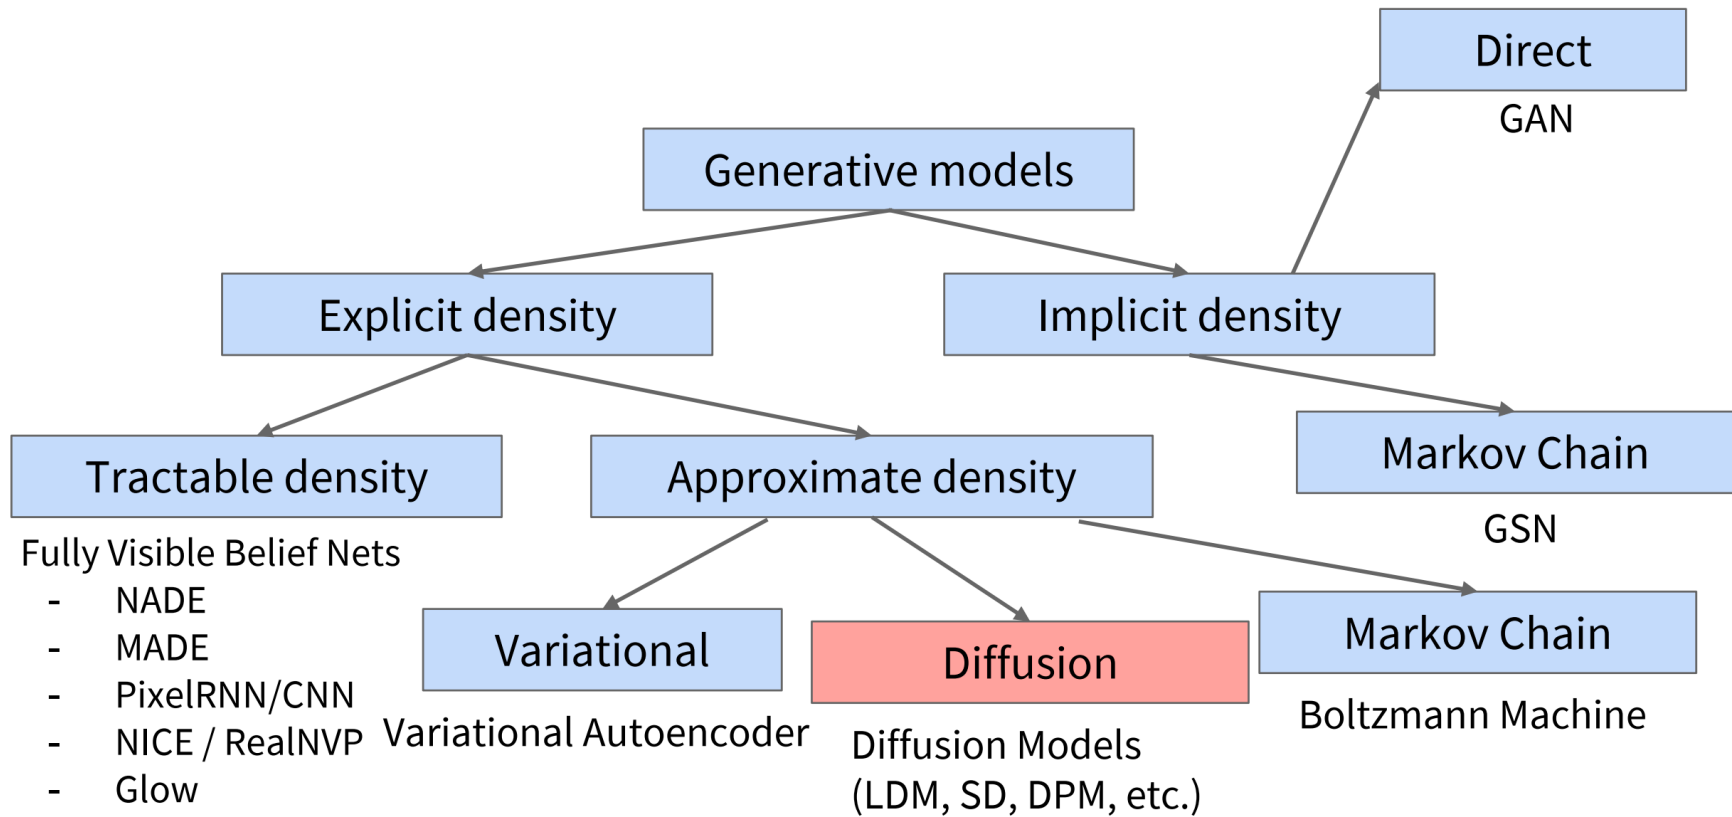 Direct
GAN
Generative models
Explicit density
Implicit density
Tractable density
Approximate density
Markov Chain
GSN
Fully Visible Belief Nets
- NADE
- MADE
- PixelRNN/CNN
- NICE / RealNVP
- Glow
Variational
Variational Autoencoder
Diffusion
Diffusion Models
(LDM, SD, DPM, etc.)
Markov Chain
Boltzmann Machine